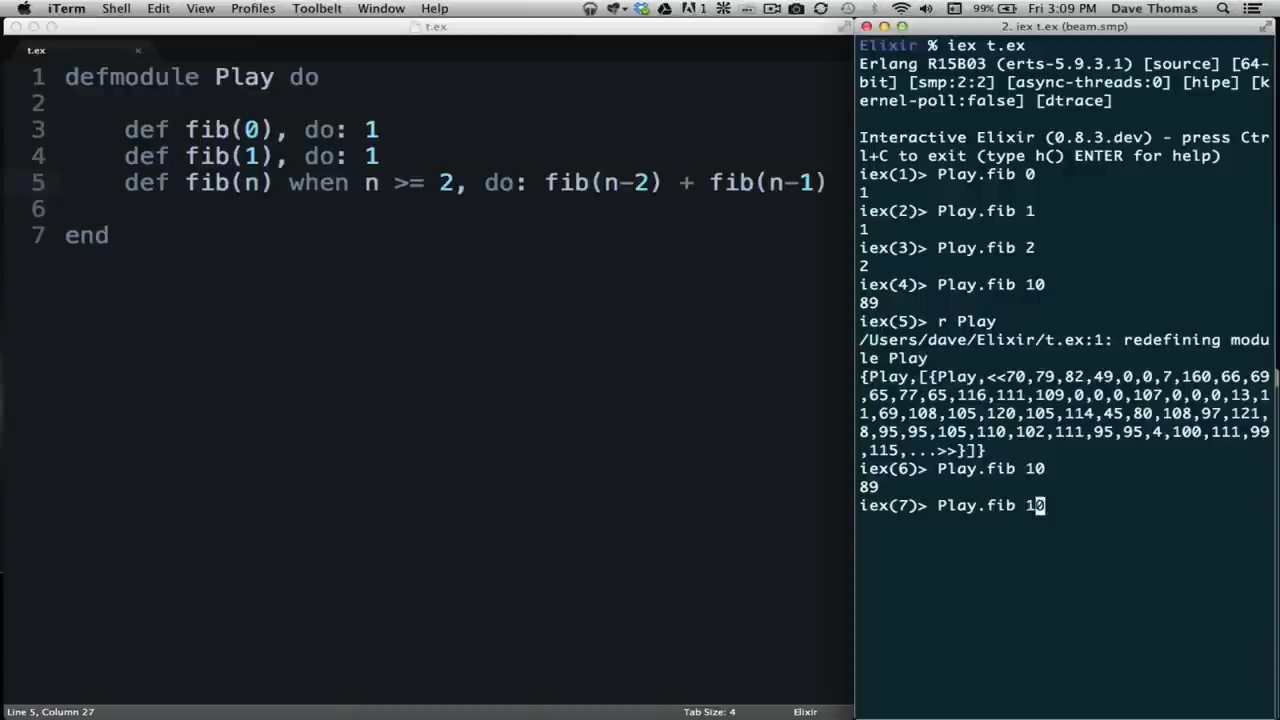 iTerm Shell Edit View Profiles Toolbelt Window Help 1 99% Fri 3:09 PM Dave Thomas
t.ex
t.ex
1 defmodule Play do
2
3 def fib(0), do: 1
4 def fib(1), do: 1
5 def fib(n) when n >= 2, do: fib(n-2) + fib(n-1)
6
7 end
Line 5, Column 27 Tab Size: 4 Elixir
2. iex t.ex (beam.smp)
Elixir % iex t.ex
Erlang R15B03 (erts-5.9.3.1) [source] [64-
bit] [smp:2:2] [async-threads:0] [hipe] [k
ernel-poll:false] [dtrace]
Interactive Elixir (0.8.3.dev) - press Ctr
l+C to exit (type h() ENTER for help)
iex(1)> Play.fib 0
1
iex(2)> Play.fib 1
1
iex(3)> Play.fib 2
2
iex(4)> Play.fib 10
89
iex(5)> r Play
/Users/dave/Elixir/t.ex:1: redefining modu
le Play
{Play,[{Play,<<70,79,82,49,0,0,7,160,66,69
,65,77,65,116,111,109,0,0,0,107,0,0,0,13,1
1,69,108,105,120,105,114,45,80,108,97,121,
8,95,95,105,110,102,111,95,95,4,100,111,99
,115,...>>}]}
iex(6)> Play.fib 10
89
iex(7)> Play.fib 10